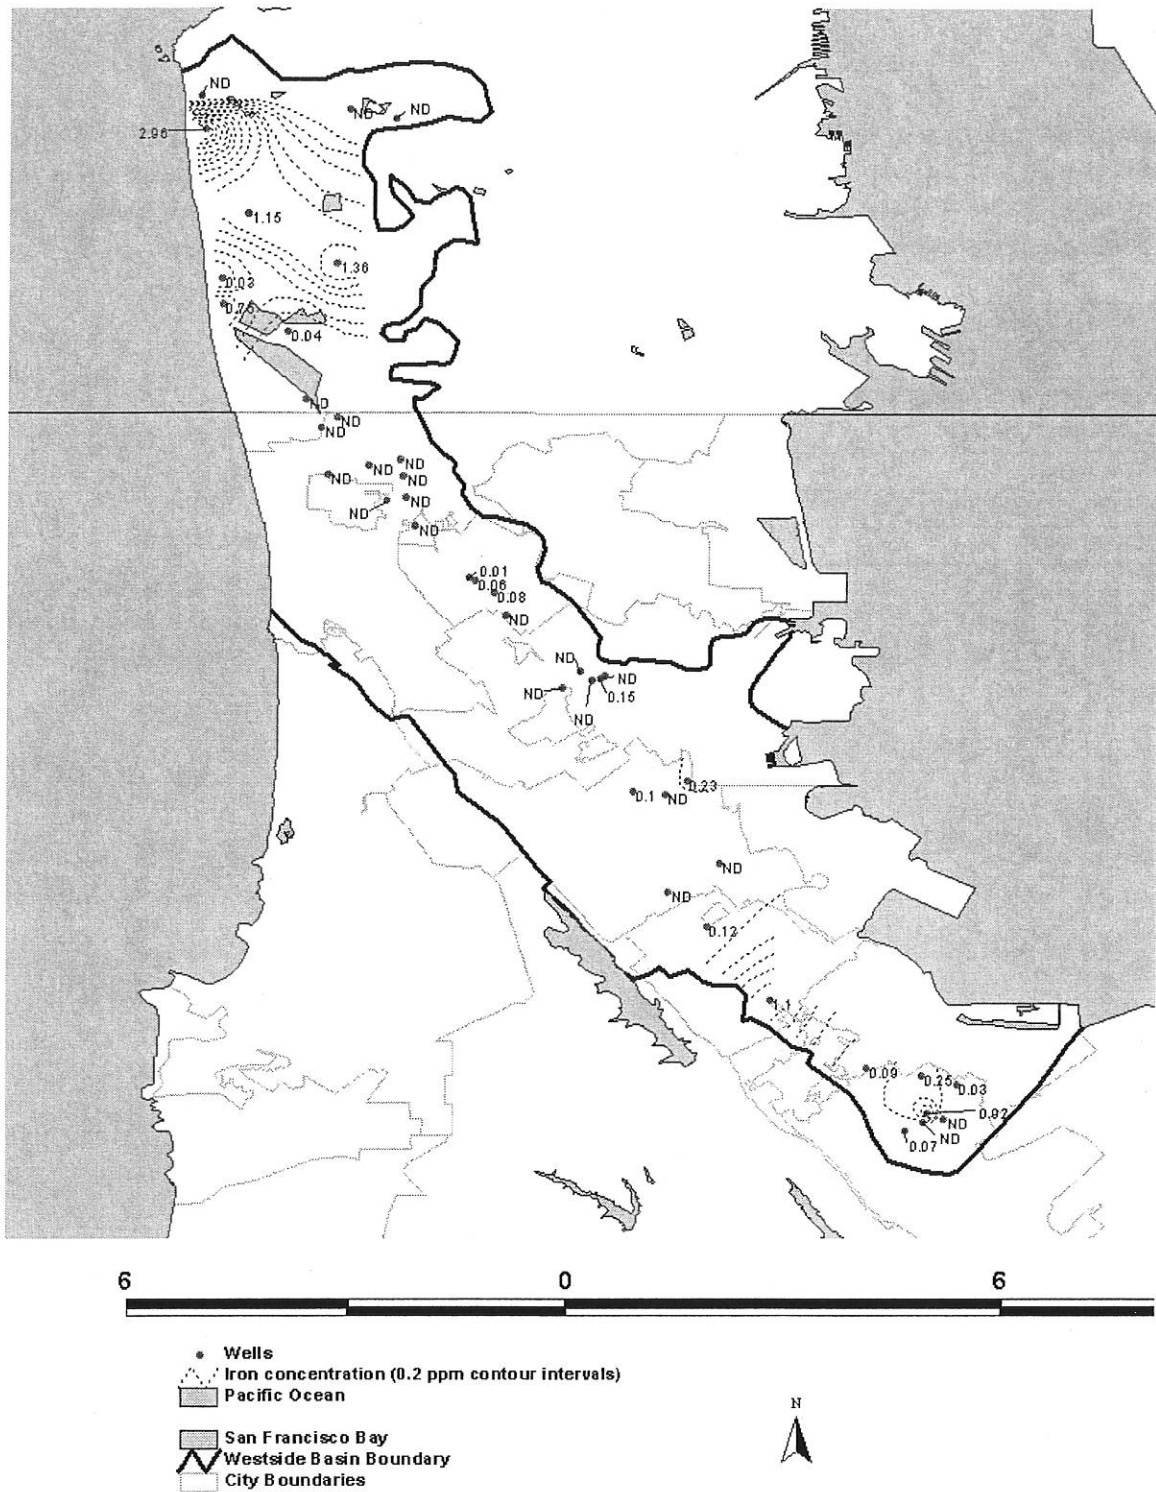 ND
ND
ND
2.96
1.15
1.36
0.03
0.75
0.04
ND
ND
ND
ND
ND
ND
ND
ND
ND
ND
0.01
0.06
0.08
ND
ND
ND
ND
0.15
ND
0.23
0.1
ND
ND
ND
0.12
1.1
0.09
0.25
0.03
0.92
ND
ND
0.07
6 0 6
Wells
Iron concentration (0.2 ppm contour intervals)
Pacific Ocean
N
San Francisco Bay
Westside Basin Boundary
City Boundaries